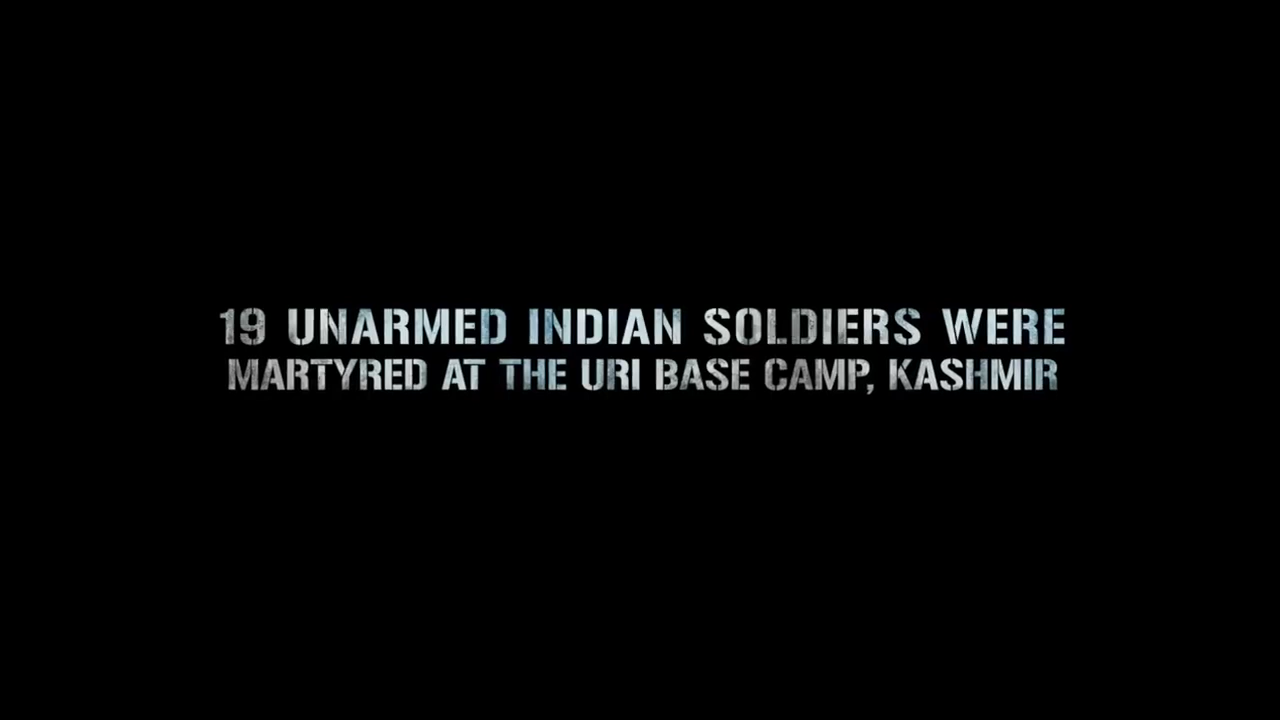 19 UNARMED INDIAN SOLDIERS WERE
MARTYRED AT THE URI BASE CAMP, KASHMIR